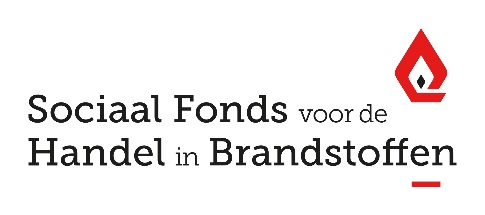 Sociaal Fonds voor de
Handel in Brandstoffen